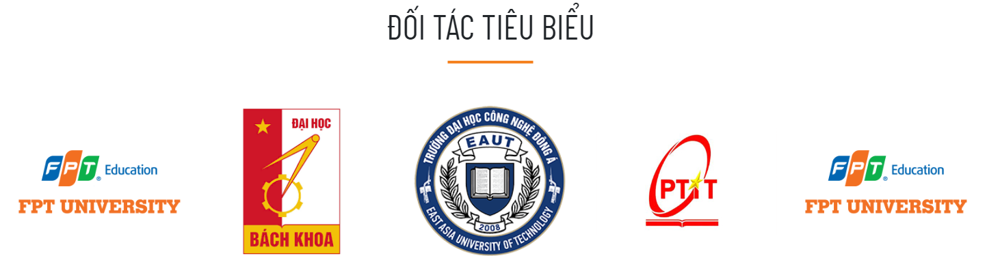 ĐỐI TÁC TIÊU BIỂU
FPT® Education
FPT UNIVERSITY
ĐẠI HỌC
BÁCH KHOA
TRƯỜNG ĐẠI HỌC CÔNG NGHỆ ĐÔNG Á
EAUT
2008
EAST ASIA UNIVERSITY OF TECHNOLOGY
PTIT
FPT® Education
FPT UNIVERSITY